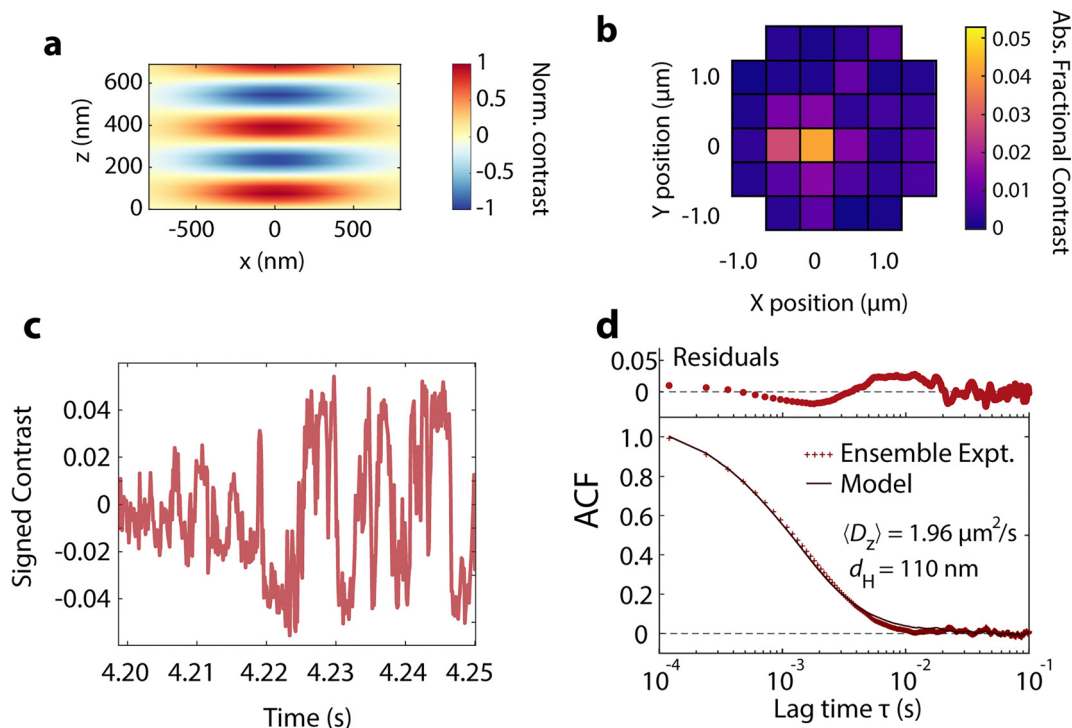 a
z (nm)
600
400
200
0
-500
0
500
x (nm)
1
0.5
0
-0.5
-1
Norm. contrast
b
Y position (μm)
1.0
0
-1.0
-1.0
0
1.0
X position (μm)
0.05
0.04
0.03
0.02
0.01
0
Abs. Fractional Contrast
c
Signed Contrast
0.04
0.02
0
-0.02
-0.04
4.20
4.21
4.22
4.23
4.24
4.25
Time (s)
d
0.05
0
Residuals
ACF
1.0
0.8
0.6
0.4
0.2
0
Ensemble Expt.
Model
⟨D_z⟩ = 1.96 μm²/s
d_H = 110 nm
10⁻⁴
10⁻³
10⁻²
10⁻¹
Lag time τ (s)